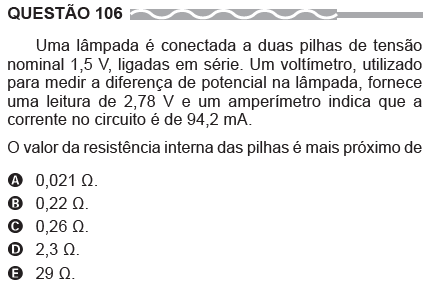 QUESTÃO 106
Uma lâmpada é conectada a duas pilhas de tensão
nominal 1,5 V, ligadas em série. Um voltímetro, utilizado
para medir a diferença de potencial na lâmpada, fornece
uma leitura de 2,78 V e um amperímetro indica que a
corrente no circuito é de 94,2 mA.
O valor da resistência interna das pilhas é mais próximo de
A 0,021 Ω.
B 0,22 Ω.
C 0,26 Ω.
D 2,3 Ω.
E 29 Ω.